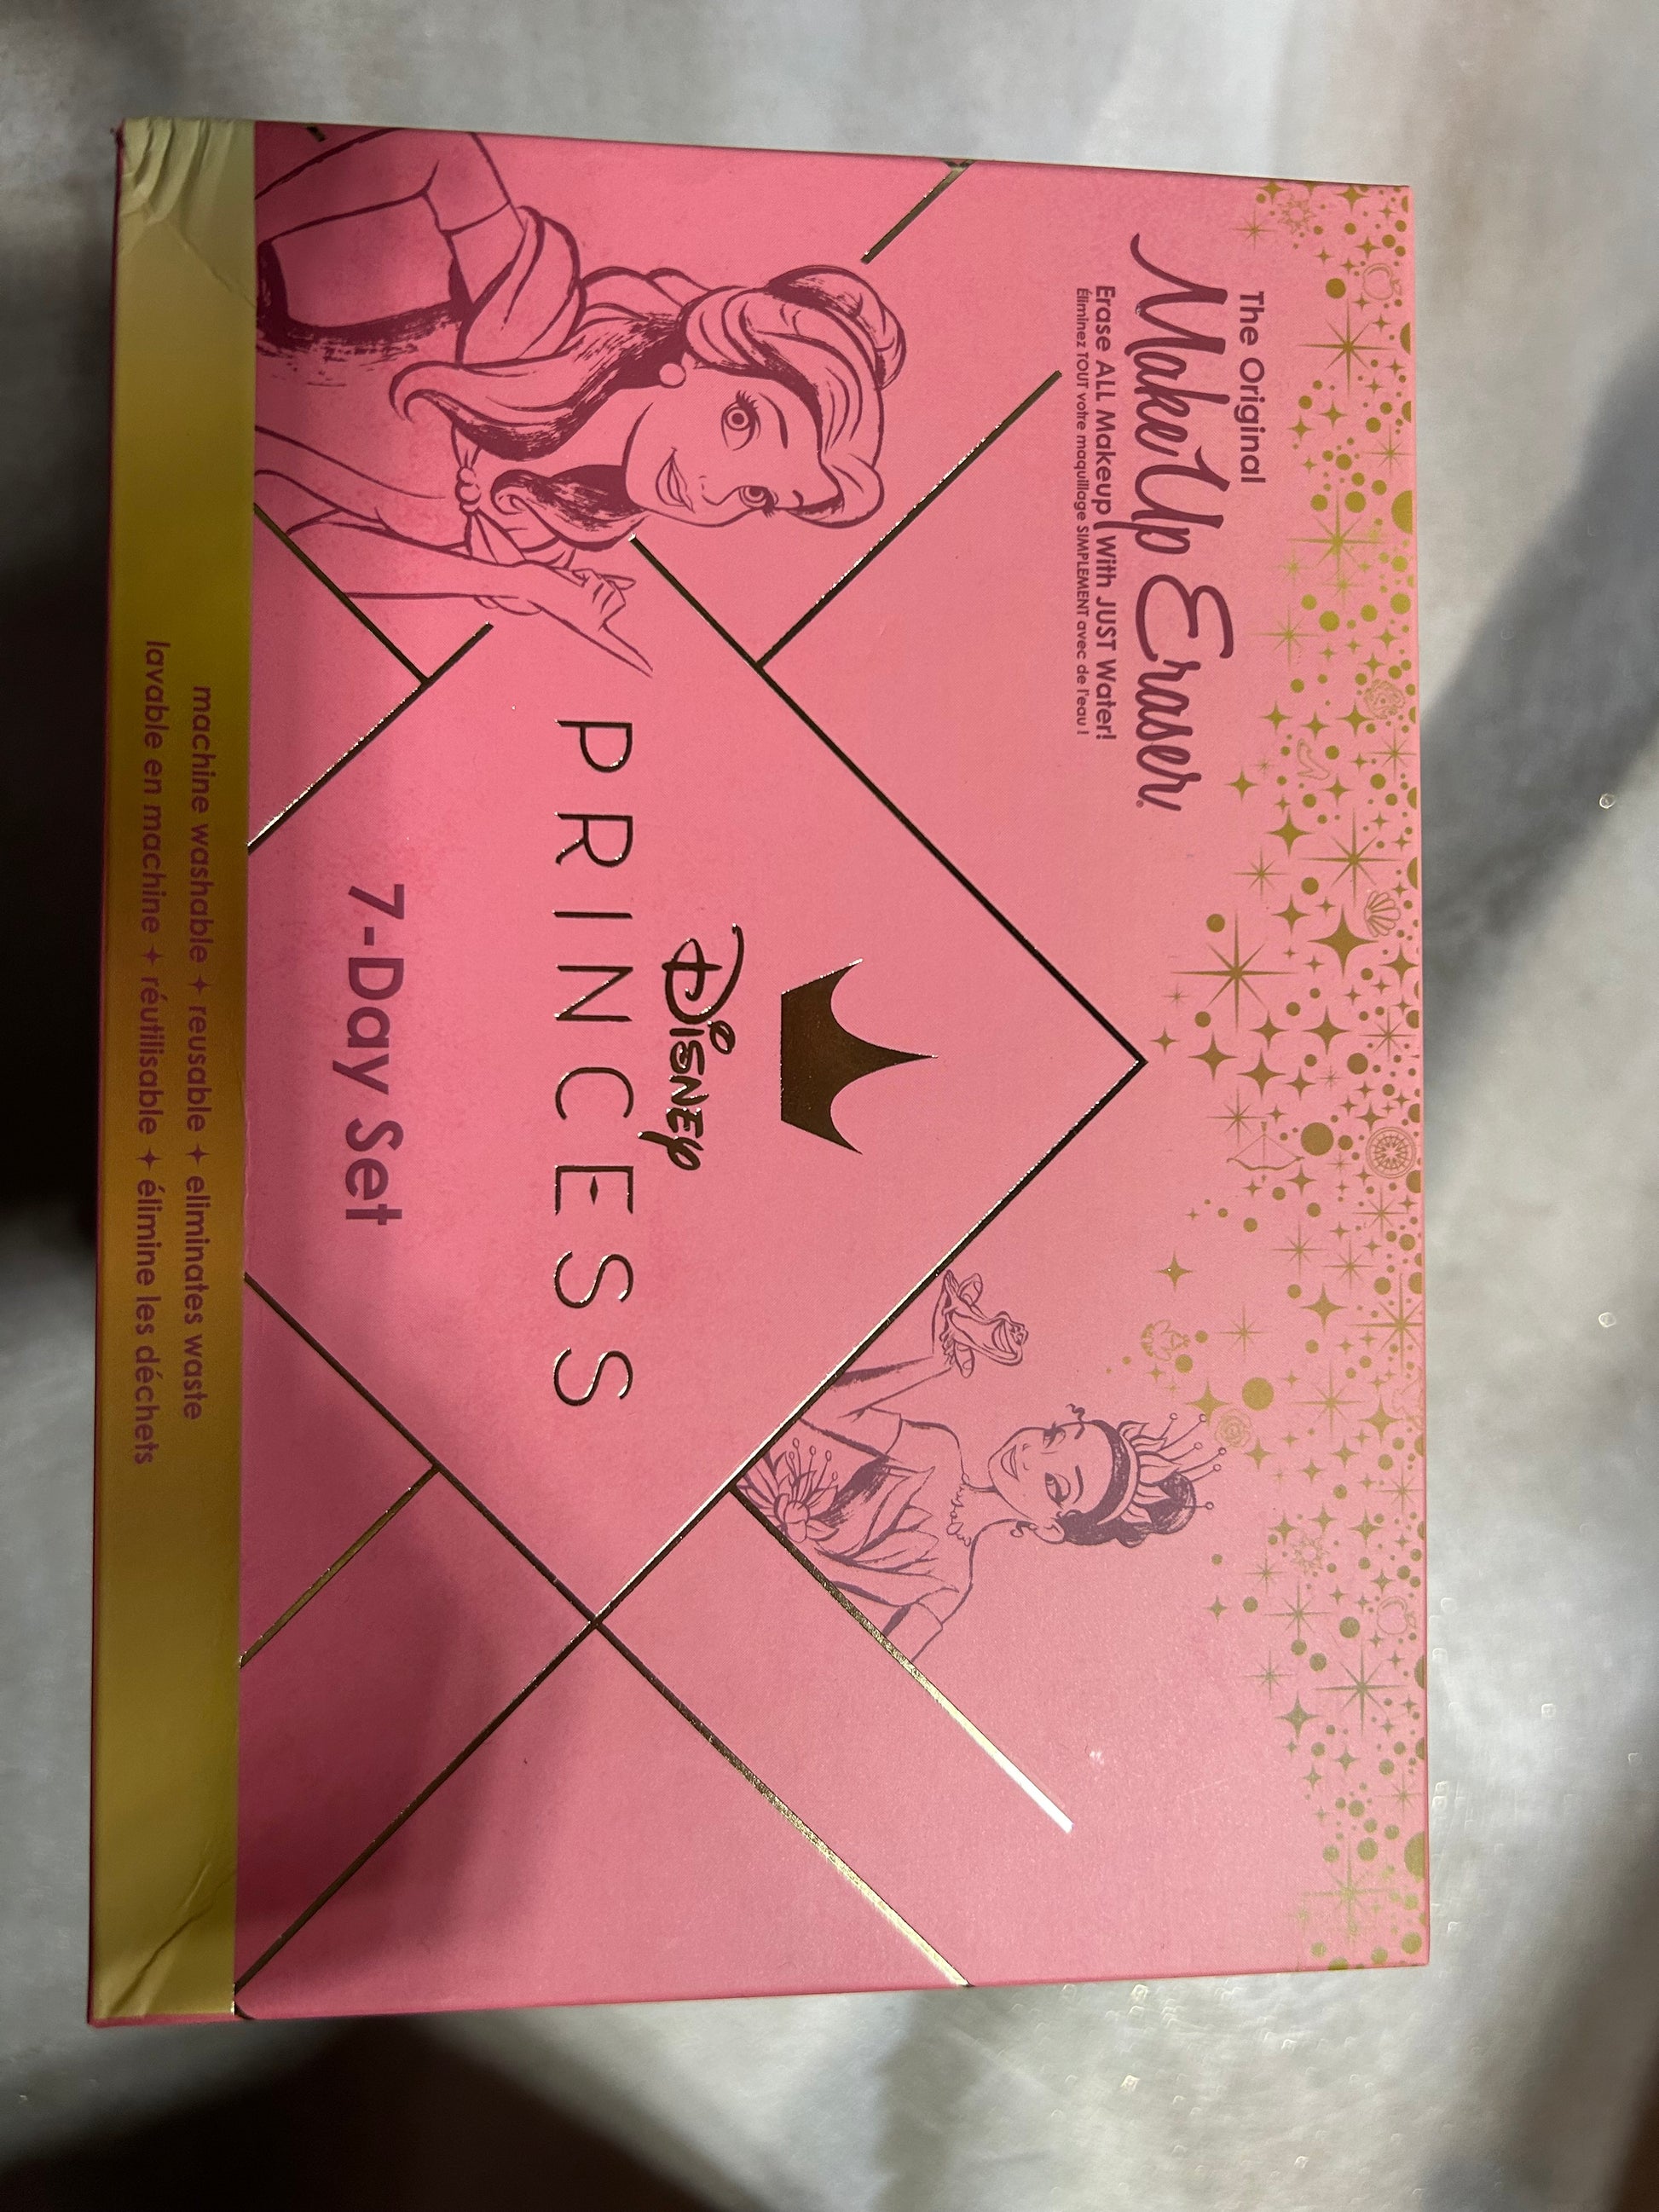 The Original
MakeUp Eraser®
Erase ALL Makeup | With JUST Water!
Éliminez TOUT votre maquillage SIMPLEMENT avec de l'eau !
Disney
PRINCESS
7-Day Set
machine washable ✦ reusable ✦ eliminates waste
lavable en machine ✦ réutilisable ✦ élimine les déchets